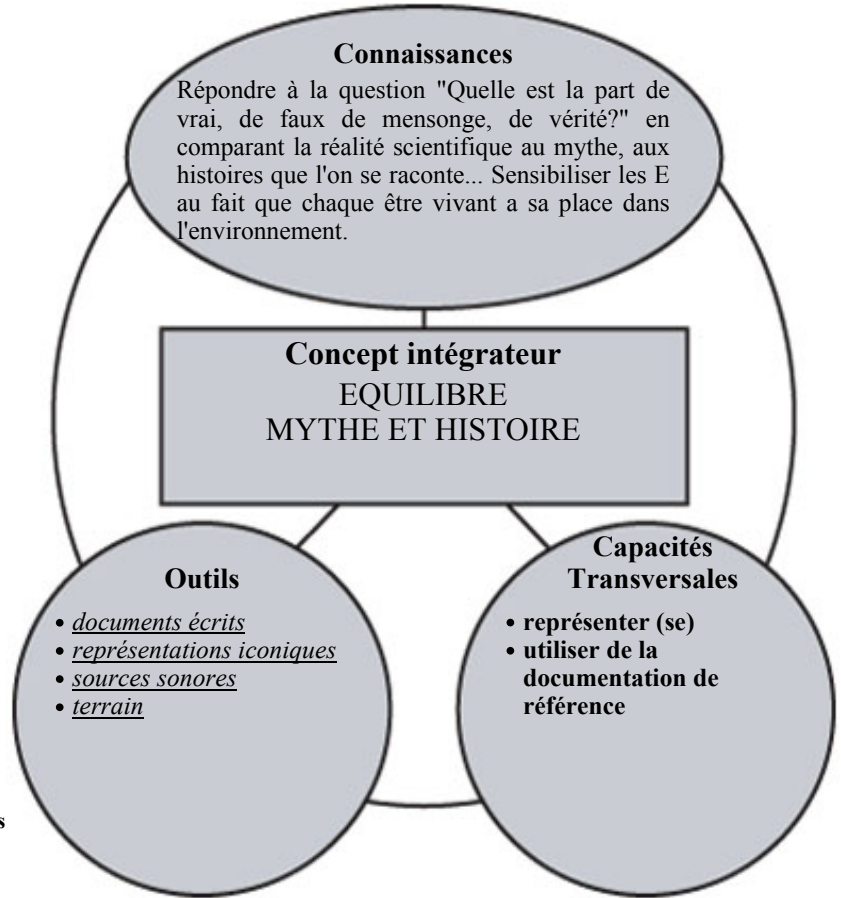 Connaissances
Répondre à la question "Quelle est la part de
vrai, de faux de mensonge, de vérité?" en
comparant la réalité scientifique au mythe, aux
histoires que l'on se raconte... Sensibiliser les E
au fait que chaque être vivant a sa place dans
l'environnement.
Concept intégrateur
EQUILIBRE
MYTHE ET HISTOIRE
Outils
• documents écrits
• représentations iconiques
• sources sonores
• terrain
Capacités
Transversales
• représenter (se)
• utiliser de la
documentation de
référence
s